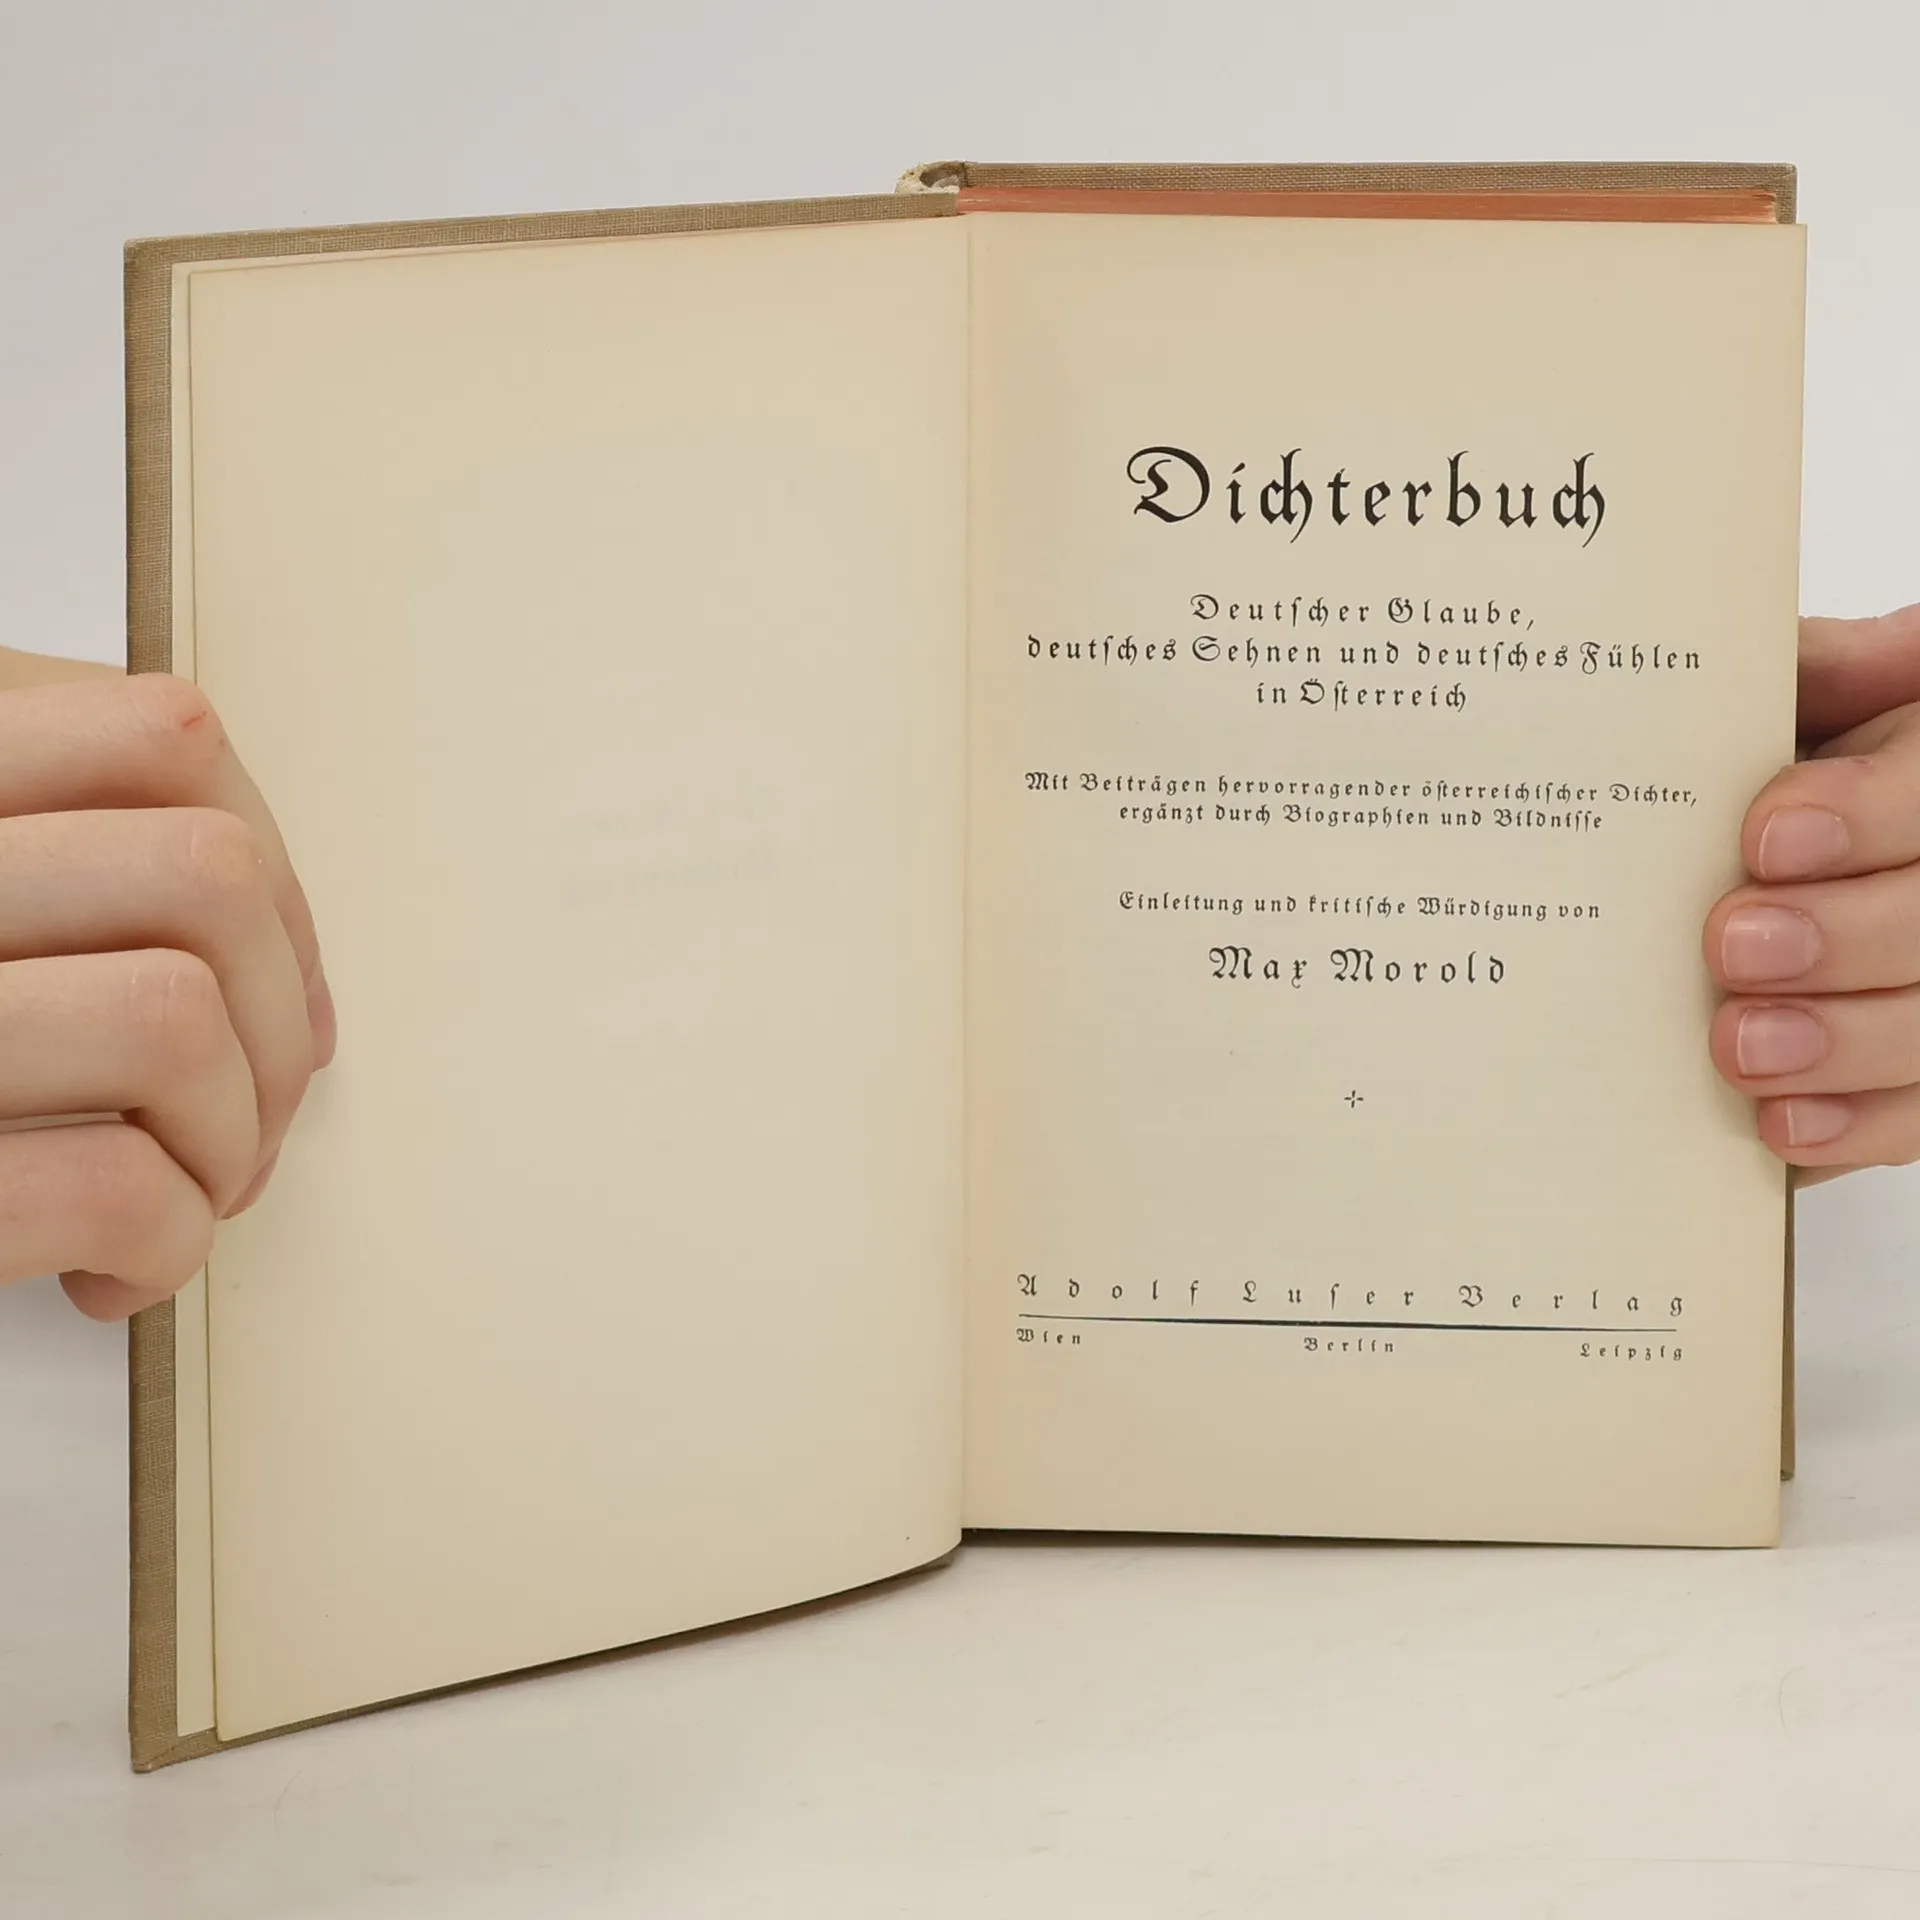 Dichterbuch
Deutſcher Glaube,
deutſches Sehnen und deutſches Fühlen
in Öſterreich
Mit Beiträgen hervorragender öſterreichiſcher Dichter,
ergänzt durch Biographien und Bildniſſe
Einleitung und kritiſche Würdigung von
Max Morold
Adolf Luſer Verlag
Wien Berlin Leipzig